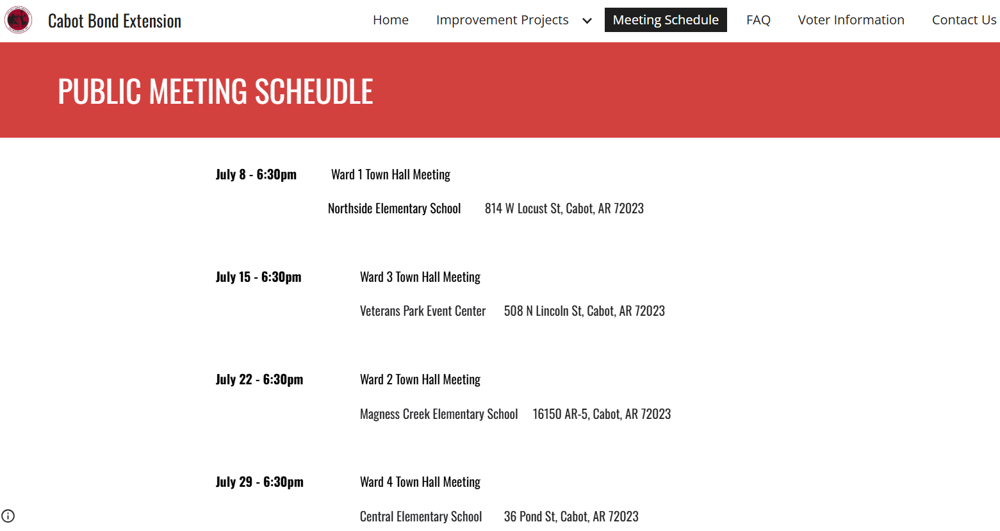 Cabot Bond Extension
Home Improvement Projects Meeting Schedule FAQ Voter Information Contact Us
PUBLIC MEETING SCHEUDLE
July 8 - 6:30pm Ward 1 Town Hall Meeting
Northside Elementary School 814 W Locust St, Cabot, AR 72023
July 15 - 6:30pm Ward 3 Town Hall Meeting
Veterans Park Event Center 508 N Lincoln St, Cabot, AR 72023
July 22 - 6:30pm Ward 2 Town Hall Meeting
Magness Creek Elementary School 16150 AR-5, Cabot, AR 72023
July 29 - 6:30pm Ward 4 Town Hall Meeting
Central Elementary School 36 Pond St, Cabot, AR 72023